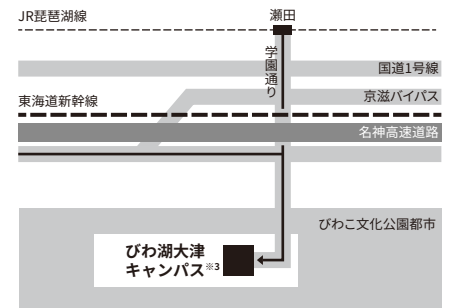 JR琵琶湖線
瀬田
学園通り
国道1号線
京滋バイパス
東海道新幹線
名神高速道路
びわこ文化公園都市
びわ湖大津
キャンパス※3